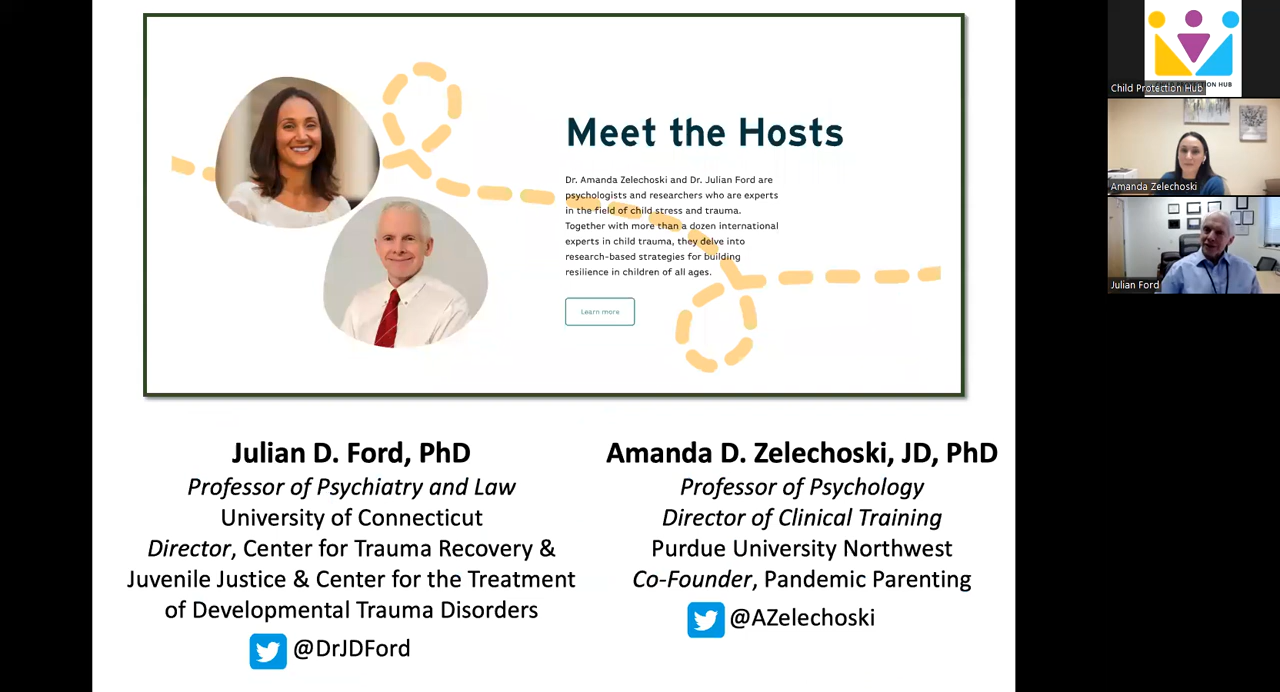 Meet the Hosts
Dr. Amanda Zelechoski and Dr. Julian Ford are
psychologists and researchers who are experts
in the field of child stress and trauma.
Together with more than a dozen international
experts in child trauma, they delve into
research-based strategies for building
resilience in children of all ages.
Learn more
Julian D. Ford, PhD
Professor of Psychiatry and Law
University of Connecticut
Director, Center for Trauma Recovery &
Juvenile Justice & Center for the Treatment
of Developmental Trauma Disorders
@DrJDFord
Amanda D. Zelechoski, JD, PhD
Professor of Psychology
Director of Clinical Training
Purdue University Northwest
Co-Founder, Pandemic Parenting
@AZelechoski
Child Protection Hub
HUB
Amanda Zelechoski
Julian Ford